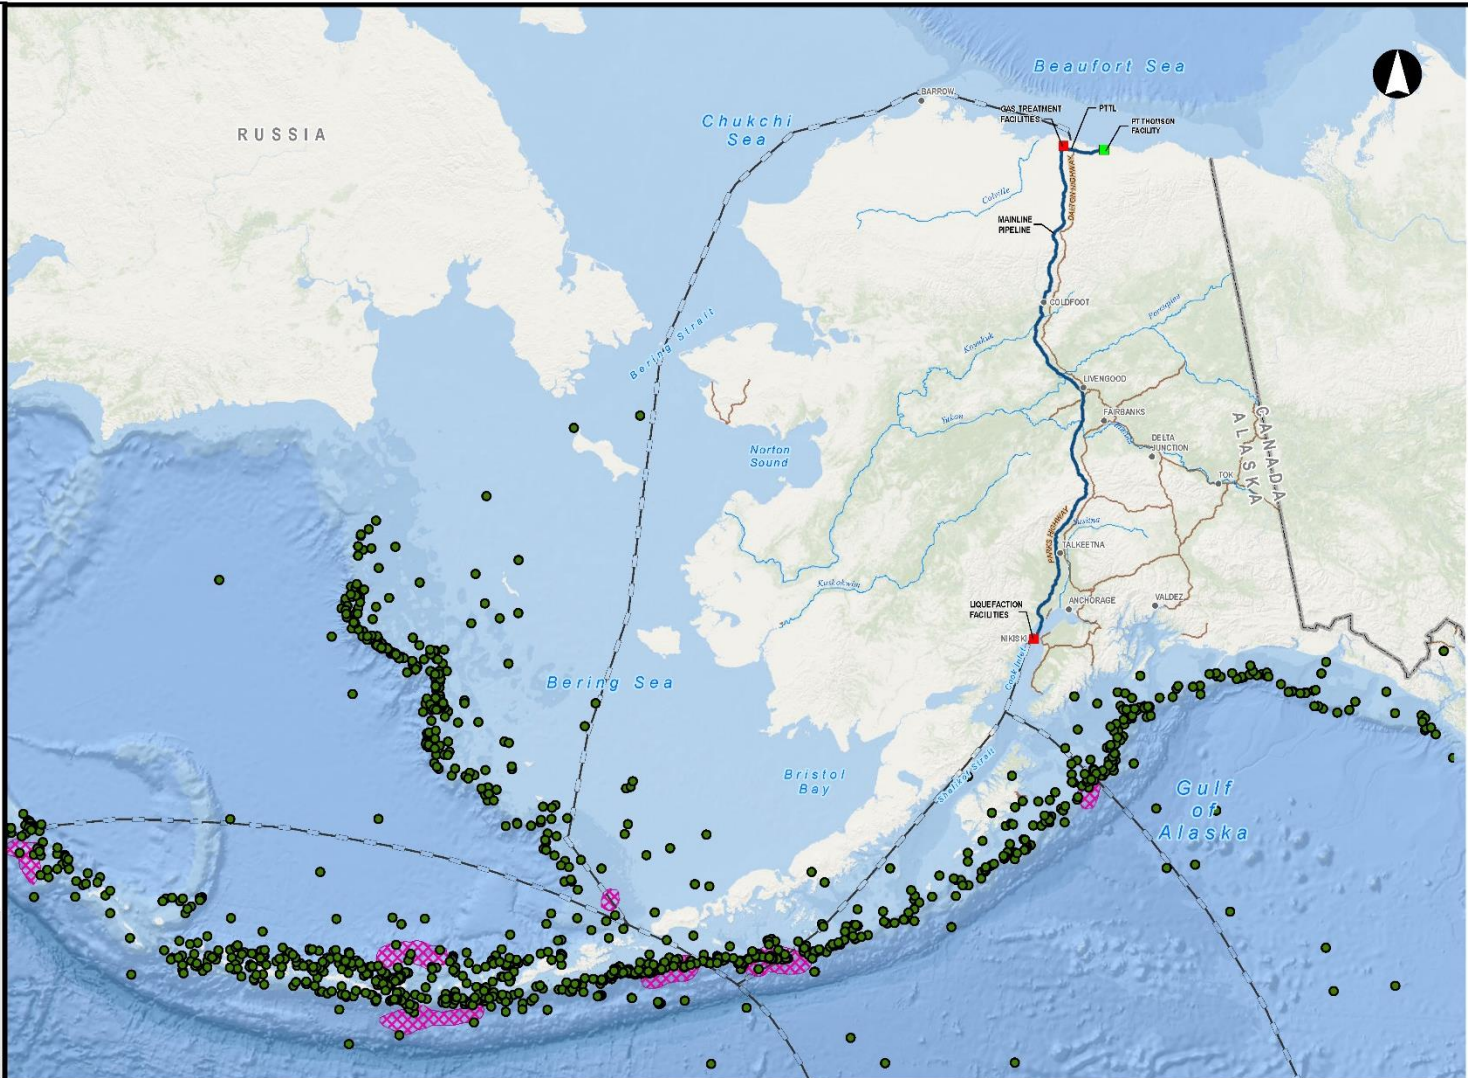 Beaufort Sea
BARROW
GAS TREATMENT
FACILITIES
PTTL
PT THOMSON
FACILITY
Chukchi
Sea
RUSSIA
DALTON HIGHWAY
Colville
MAINLINE
PIPELINE
COLDFOOT
Porcupine
Bering Strait
Koyukuk
LIVENGOOD
FAIRBANKS
Yukon
Tanana
CANADA
ALASKA
DELTA
JUNCTION
Norton
Sound
TOK
PARKS HIGHWAY
Susitna
TALKEETNA
Kuskokwim
LIQUEFACTION
FACILITIES
ANCHORAGE
VALDEZ
NIKISKI
Cook Inlet
Bering Sea
Bristol
Bay
Shelikof Strait
Gulf
of
Alaska